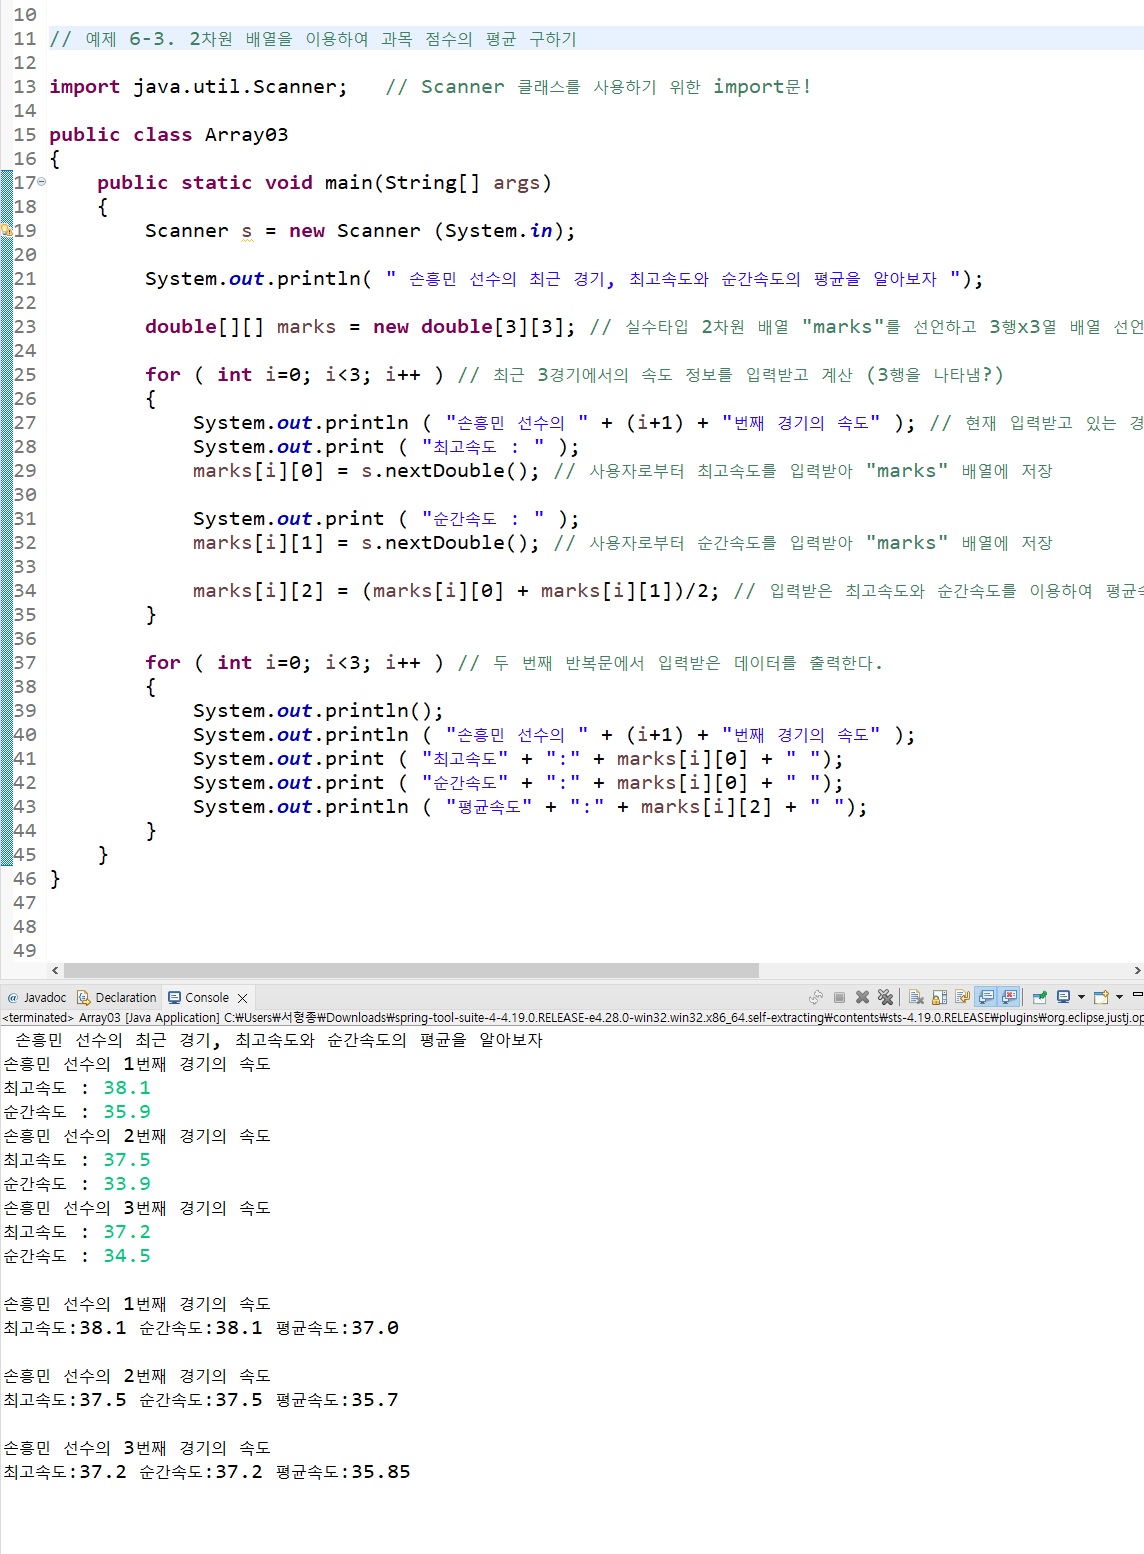 10
11 // 예제 6-3. 2차원 배열을 이용하여 과목 점수의 평균 구하기
12
13 import java.util.Scanner;   // Scanner 클래스를 사용하기 위한 import문!
14
15 public class Array03
16 {
17     public static void main(String[] args)
18     {
19         Scanner s = new Scanner (System.in);
20
21         System.out.println( " 손흥민 선수의 최근 경기, 최고속도와 순간속도의 평균을 알아보자 ");
22
23         double[][] marks = new double[3][3]; // 실수타입 2차원 배열 "marks"를 선언하고 3행x3열 배열 선언
24
25         for ( int i=0; i<3; i++ ) // 최근 3경기에서의 속도 정보를 입력받고 계산 (3행을 나타냄?)
26         {
27             System.out.println ( "손흥민 선수의 " + (i+1) + "번째 경기의 속도" ); // 현재 입력받고 있는 경
28             System.out.print ( "최고속도 : " );
29             marks[i][0] = s.nextDouble(); // 사용자로부터 최고속도를 입력받아 "marks" 배열에 저장
30
31             System.out.print ( "순간속도 : " );
32             marks[i][1] = s.nextDouble(); // 사용자로부터 순간속도를 입력받아 "marks" 배열에 저장
33
34             marks[i][2] = (marks[i][0] + marks[i][1])/2; // 입력받은 최고속도와 순간속도를 이용하여
35         }
36
37         for ( int i=0; i<3; i++ ) // 두 번째 반복문에서 입력받은 데이터를 출력한다.
38         {
39             System.out.println();
40             System.out.println ( "손흥민 선수의 " + (i+1) + "번째 경기의 속도" );
41             System.out.print ( "최고속도" + ":" + marks[i][0] + " ");
42             System.out.print ( "순간속도" + ":" + marks[i][0] + " ");
43             System.out.println ( "평균속도" + ":" + marks[i][2] + " ");
44         }
45     }
46 }
47
48
49
@ Javadoc Declaration Console
<terminated> Array03 [Java Application] C:₩Users₩서형종₩Downloads₩spring-tool-suite-4-4.19.0.RELEASE-e4.28.0-win32.win32.x86_64.self-extracting₩contents₩sts-4.19.0.RELEASE₩plugins₩org.eclipse.justj.op
손흥민 선수의 최근 경기, 최고속도와 순간속도의 평균을 알아보자
손흥민 선수의 1번째 경기의 속도
최고속도 : 38.1
순간속도 : 35.9
손흥민 선수의 2번째 경기의 속도
최고속도 : 37.5
순간속도 : 33.9
손흥민 선수의 3번째 경기의 속도
최고속도 : 37.2
순간속도 : 34.5
손흥민 선수의 1번째 경기의 속도
최고속도:38.1 순간속도:38.1 평균속도:37.0
손흥민 선수의 2번째 경기의 속도
최고속도:37.5 순간속도:37.5 평균속도:35.7
손흥민 선수의 3번째 경기의 속도
최고속도:37.2 순간속도:37.2 평균속도:35.85